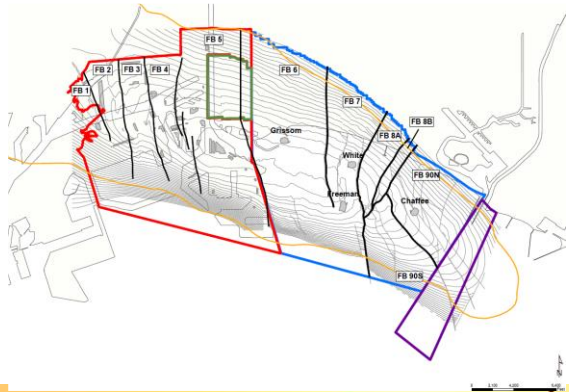 FB 5
FB 2
FB 3
FB 4
FB 6
FB 1
FB 7
FB 8B
FB 8A
Grissom
White
FB 90N
Freeman
Chaffee
FB 90S